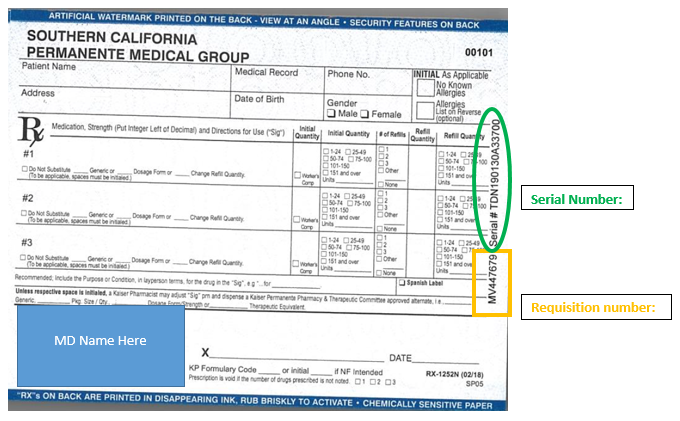 ARTIFICIAL WATERMARK PRINTED ON THE BACK - VIEW AT AN ANGLE • SECURITY FEATURES ON BACK
SOUTHERN CALIFORNIA
PERMANENTE MEDICAL GROUP
00101
Patient Name
Medical Record
Phone No.
INITIAL As Applicable
No Known
Allergies
Address
Date of Birth
Gender
Male Female
Allergies
List on Reverse
(optional)
Rx
Medication, Strength (Put Integer Left of Decimal) and Directions for Use ("Sig")
Initial
Quantity
Initial Quantity
# of Refills
Refill
Quantity
Refill Quantity
#1
Do Not Substitute ____ Generic or ____ Dosage Form or ____ Change Refill Quantity.
(To be applicable, spaces must be initialed.)
Worker's
Comp
1-24 25-49
50-74 75-100
101-150
151 and over
Units
1
2
3
Other
None
1-24 25-49
50-74 75-100
101-150
151 and over
Units
#2
Do Not Substitute ____ Generic or ____ Dosage Form or ____ Change Refill Quantity.
(To be applicable, spaces must be initialed.)
Worker's
Comp
1-24 25-49
50-74 75-100
101-150
151 and over
Units
1
2
3
Other
None
1-24 25-49
50-74 75-100
101-150
151 and over
Units
#3
Do Not Substitute ____ Generic or ____ Dosage Form or ____ Change Refill Quantity.
(To be applicable, spaces must be initialed.)
Worker's
Comp
1-24 25-49
50-74 75-100
101-150
151 and over
Units
1
2
3
Other
None
1-24 25-49
50-74 75-100
101-150
151 and over
Units
MV447679 Serial # TDN190130A33700
Serial Number:
Requisition number:
Recommended, Include the Purpose or Condition, in layperson terms, for the drug in the "Sig", e.g "...for ____
Spanish Label
Unless respective space is initialed, a Kaiser Pharmacist may adjust "Sig" prn and dispense a Kaiser Permanente Pharmacy & Therapeutic Committee approved alternate, i.e.
Generic, ____ Pkg. Size / Qty, ____ Dosage Form/Strength or ____ Therapeutic Equivalent.
MD Name Here
X____ DATE____
KP Formulary Code ____ or initial ____ if NF Intended
RX-1252N (02/18)
Prescription is void if the number of drugs prescribed is not noted. 1 2 3
SP05
"RX"s ON BACK ARE PRINTED IN DISAPPEARING INK, RUB BRISKLY TO ACTIVATE • CHEMICALLY SENSITIVE PAPER